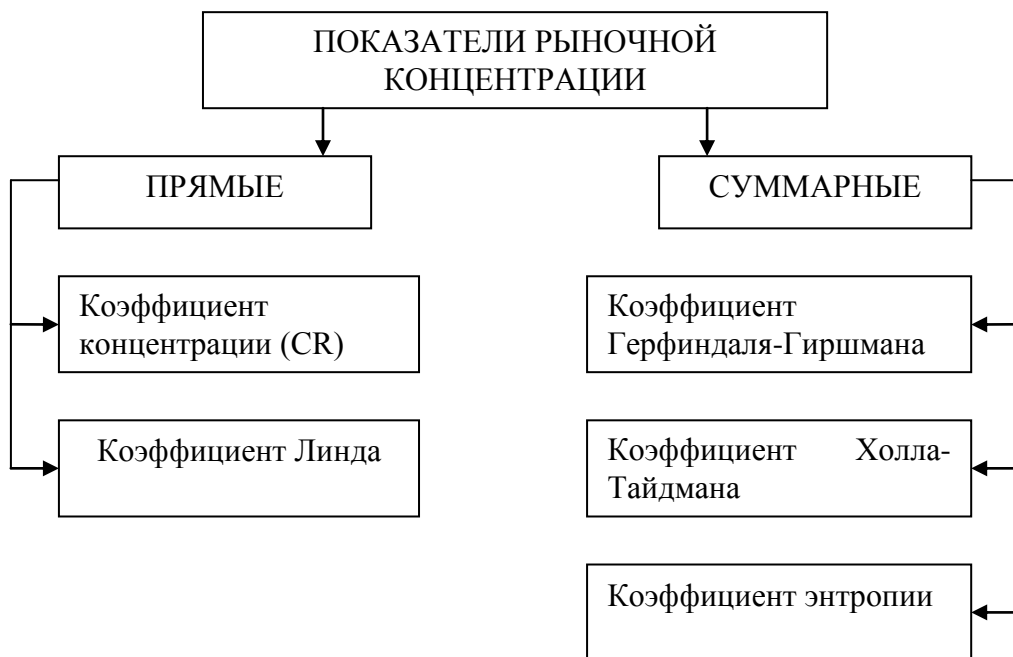 ПОКАЗАТЕЛИ РЫНОЧНОЙ
КОНЦЕНТРАЦИИ
ПРЯМЫЕ
СУММАРНЫЕ
Коэффициент
концентрации (CR)
Коэффициент
Герфиндаля-Гиршмана
Коэффициент Линда
Коэффициент Холла-
Тайдмана
Коэффициент энтропии